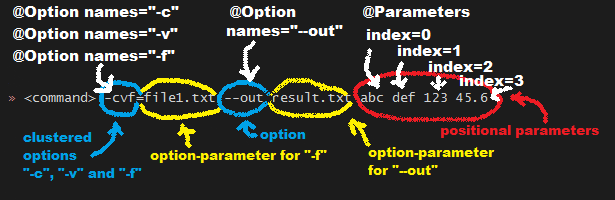 @Option names="-c"
@Option names="-v"
@Option names="-f"
@Option
names="--out"
@Parameters
index=0
index=1
index=2
index=3
» <command> -cvf=file1.txt --out result.txt abc def 123 45.6
clustered
options
"-c", "-v" and "-f"
option-parameter for "-f"
option
option-parameter
for "--out"
positional parameters